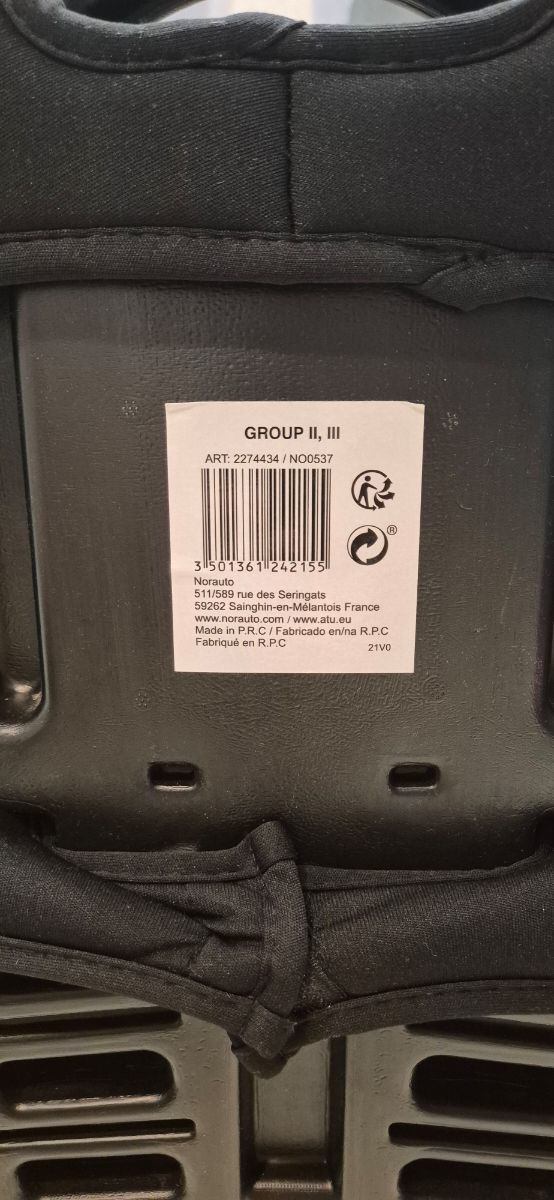 GROUP II, III
ART: 2274434 / NO0537
3 501361 242155
®
Norauto
511/589 rue des Seringats
59262 Sainghin-en-Mélantois France
www.norauto.com / www.atu.eu
Made in P.R.C / Fabricado en/na R.P.C
Fabriqué en R.P.C
21V0